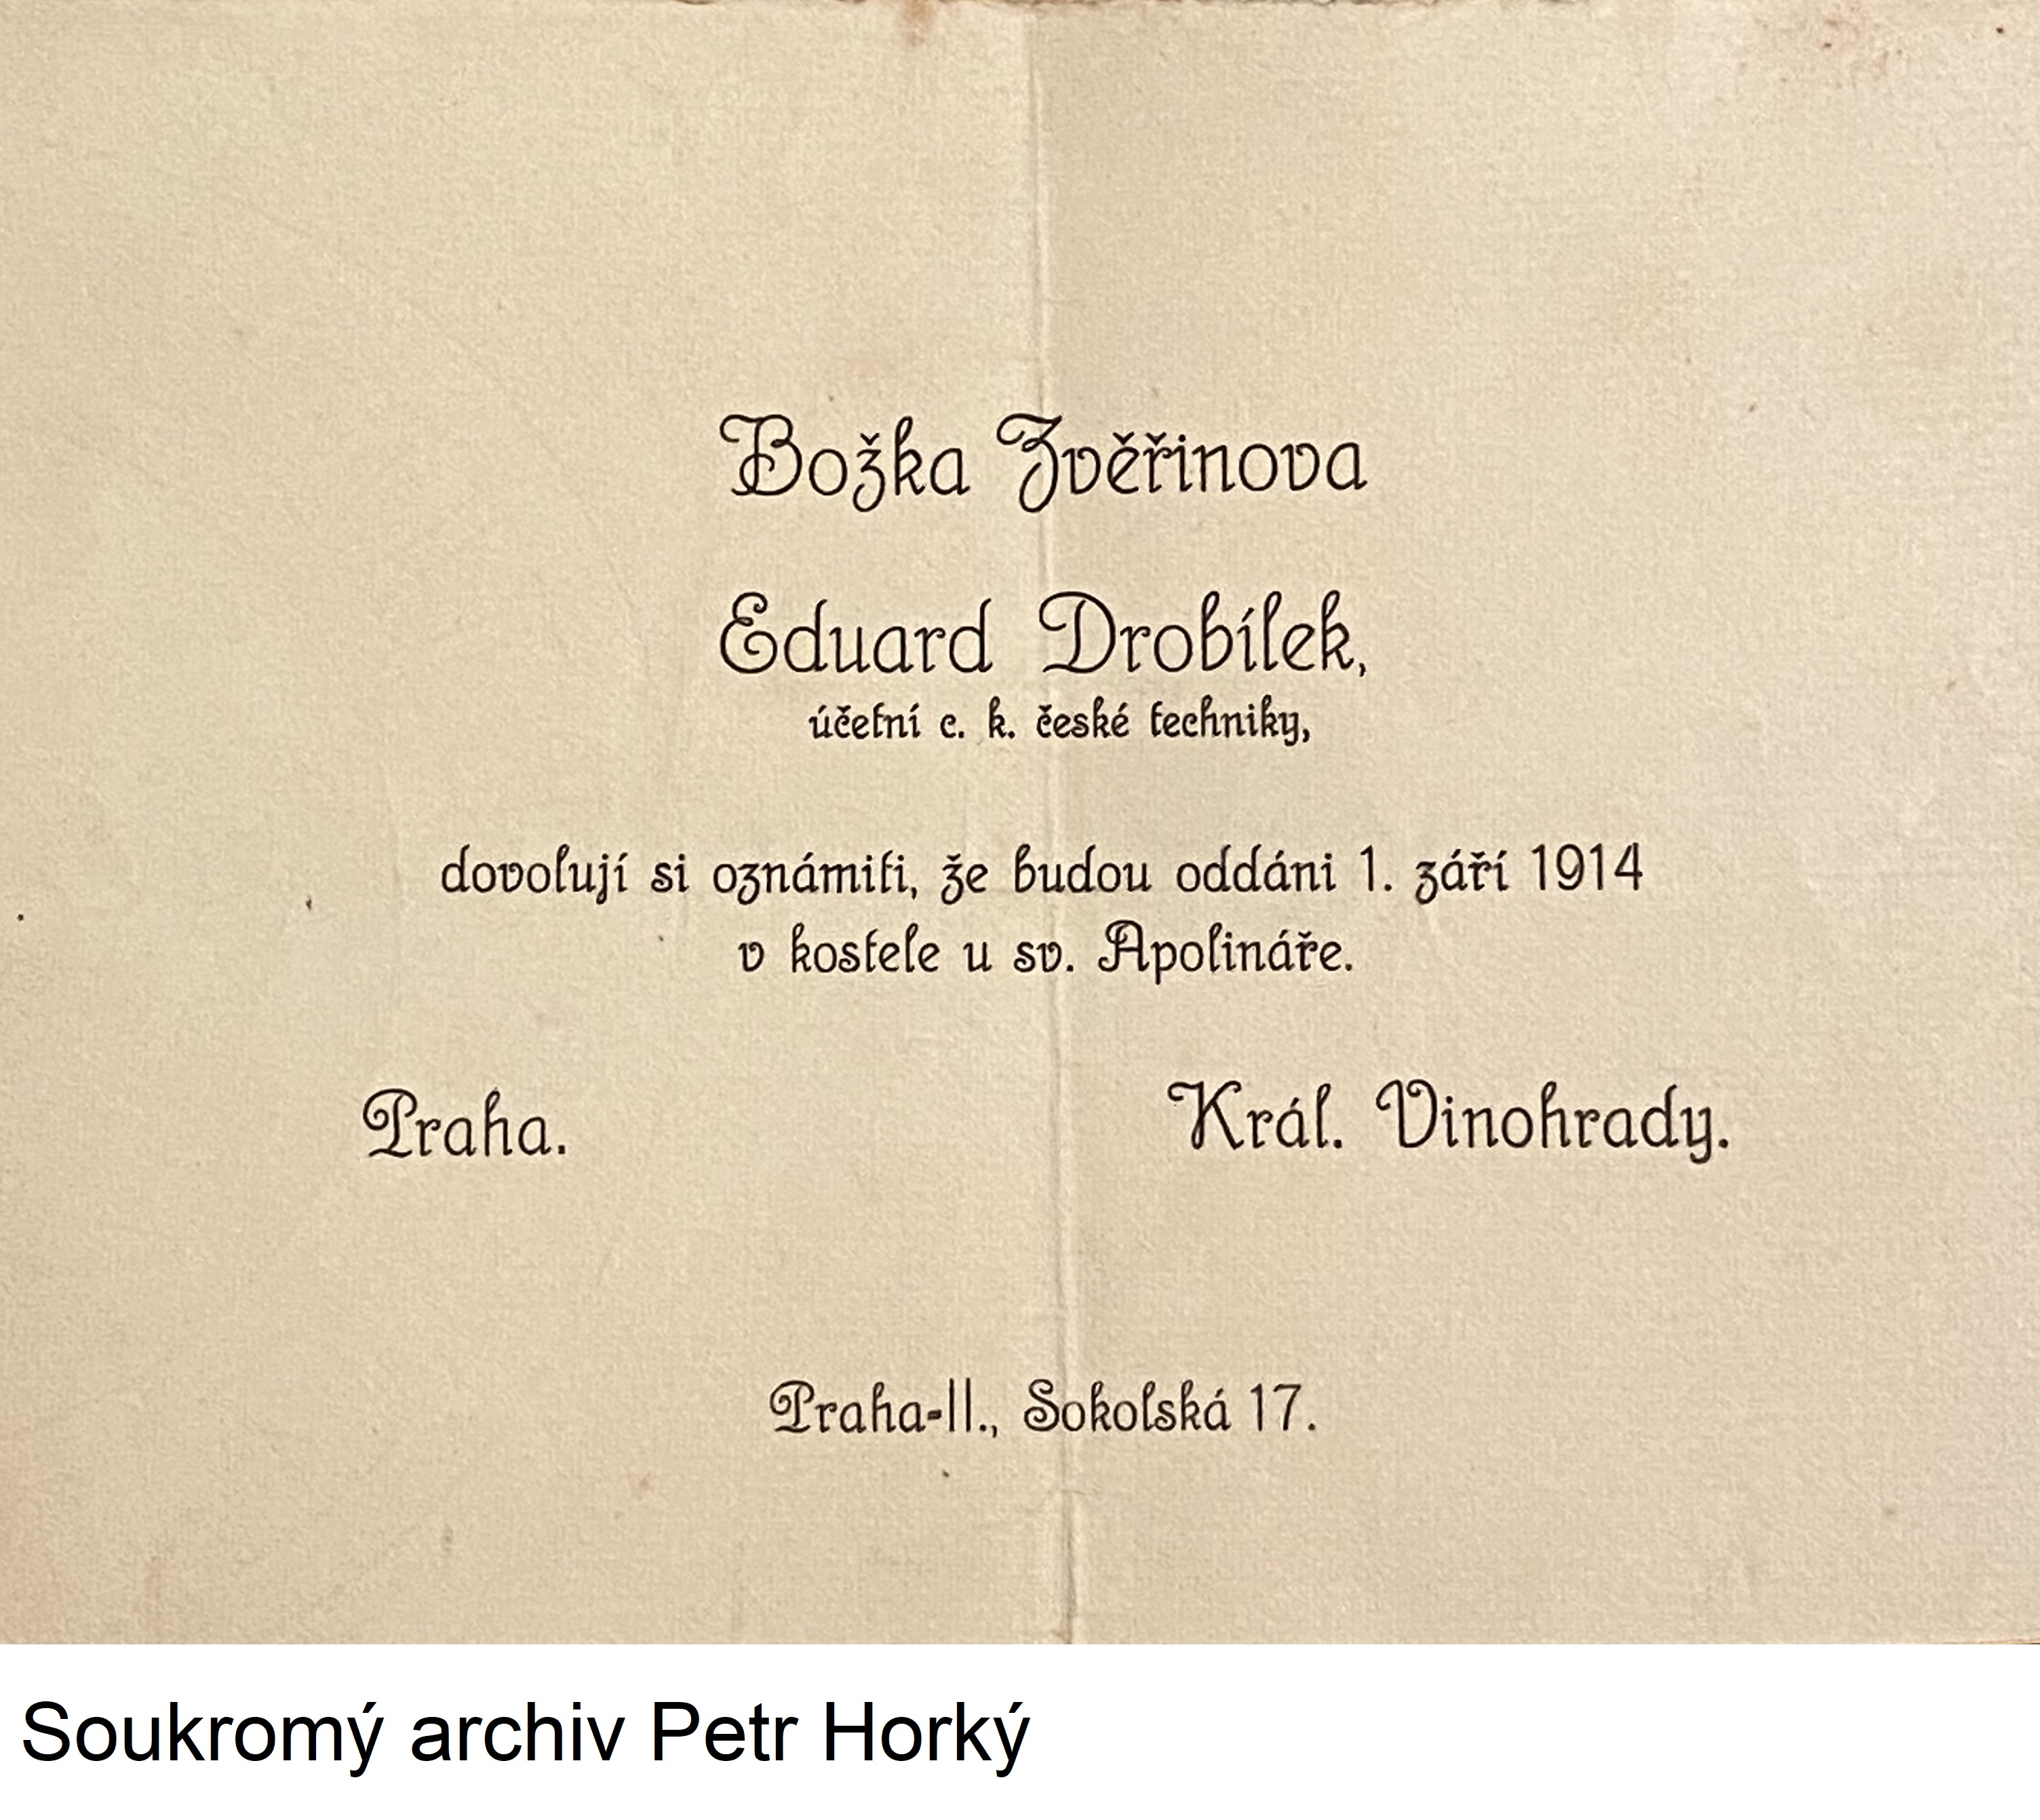 Božka Zvěřinova
Eduard Drobílek,
účetní c. k. české techniky,
dovolují si oznámiti, že budou oddáni 1. září 1914
v kostele u sv. Apolináře.
Praha. Král. Vinohrady.
Praha-II., Sokolská 17.
Soukromý archiv Petr Horký